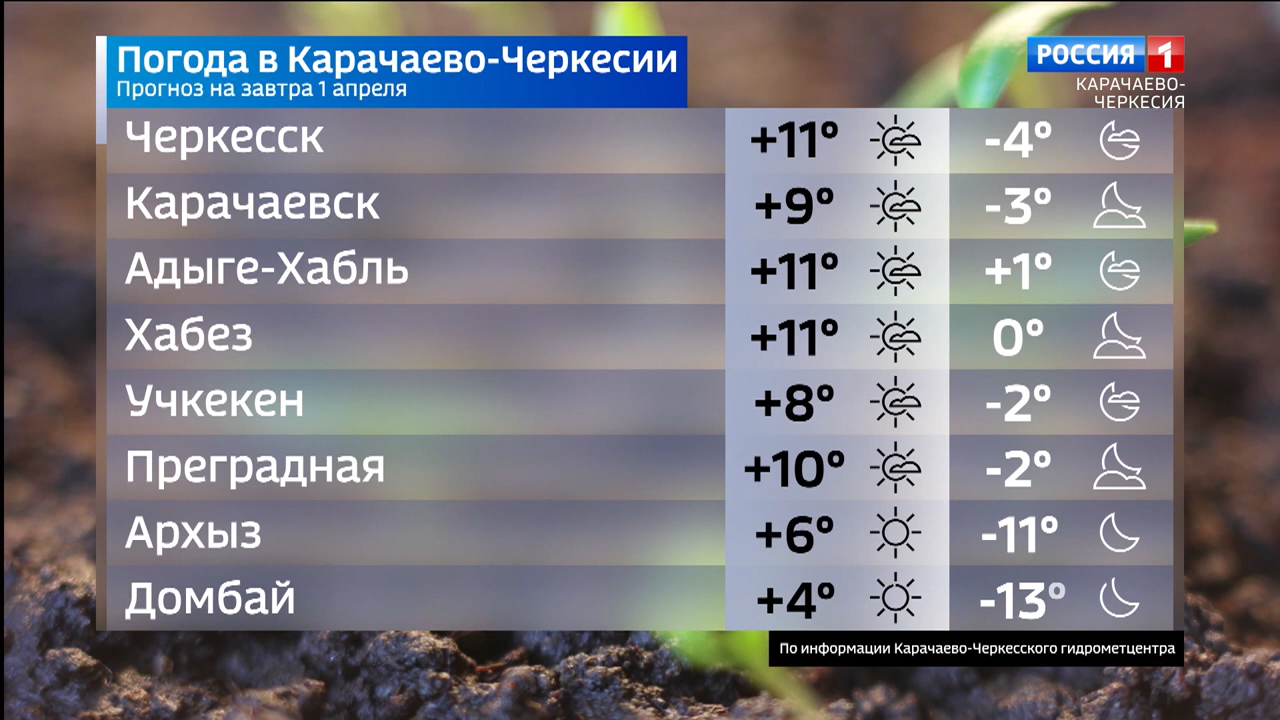 Погода в Карачаево-Черкесии
Прогноз на завтра 1 апреля
РОССИЯ 1
КАРАЧАЕВО-
ЧЕРКЕСИЯ
Черкесск +11° -4°
Карачаевск +9° -3°
Адыге-Хабль +11° +1°
Хабез +11° 0°
Учкекен +8° -2°
Преградная +10° -2°
Архыз +6° -11°
Домбай +4° -13°
По информации Карачаево-Черкесского гидрометцентра